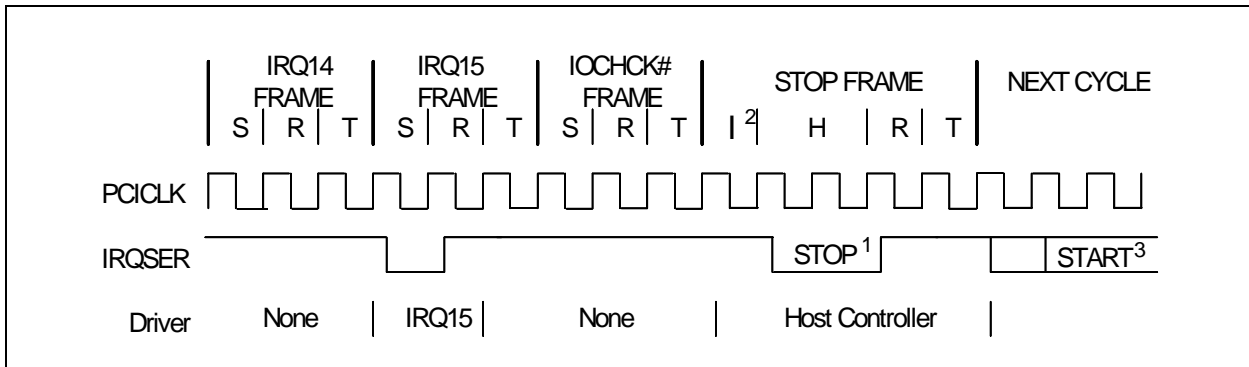 IRQ14 FRAME
IRQ15 FRAME
IOCHCK# FRAME
STOP FRAME
NEXT CYCLE
S R T S R T S R T I 2 H R T
PCICLK
IRQSER STOP 1 START 3
Driver None IRQ15 None Host Controller